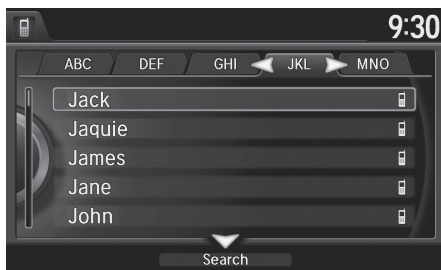 9:30
ABC DEF GHI JKL MNO
Jack
Jaquie
James
Jane
John
Search